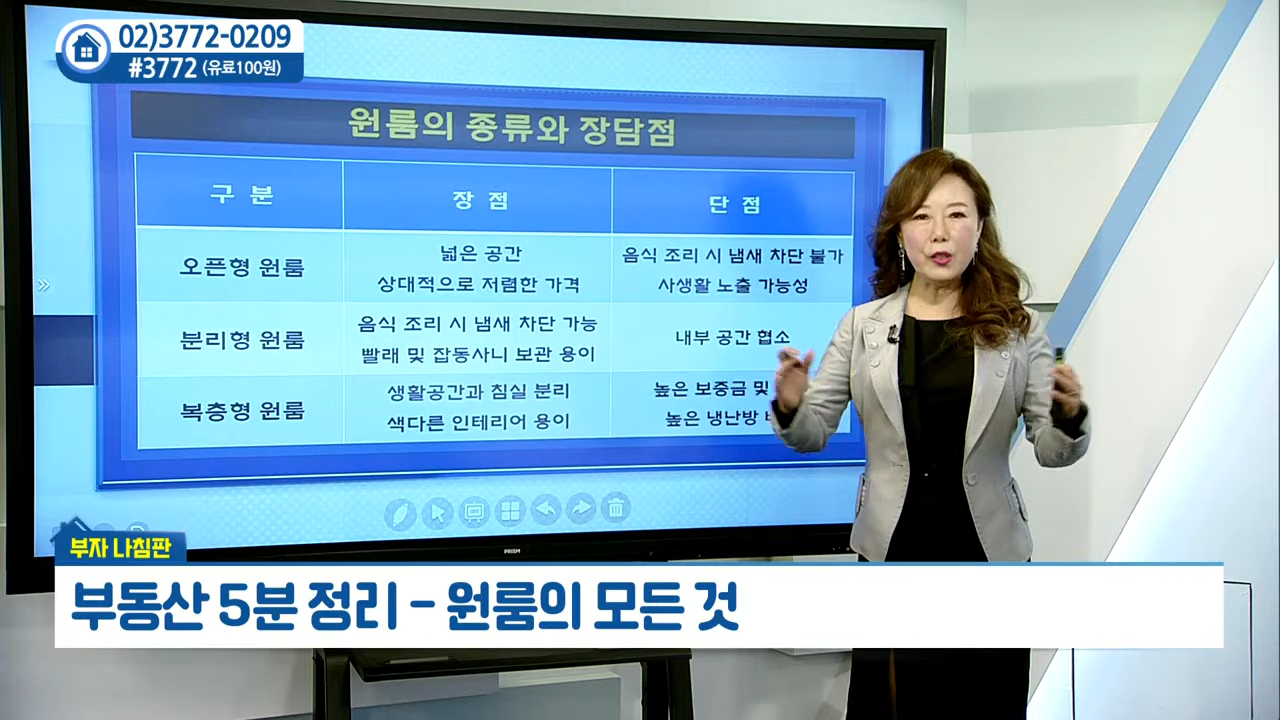 02)3772-0209
#3772 (유료100원)
원룸의 종류와 장담점
구 분
장 점
단 점
오픈형 원룸
넓은 공간
상대적으로 저렴한 가격
음식 조리 시 냄새 차단 불가
사생활 노출 가능성
분리형 원룸
음식 조리 시 냄새 차단 가능
빨래 및 잡동사니 보관 용이
내부 공간 협소
복층형 원룸
생활공간과 침실 분리
색다른 인테리어 용이
높은 보증금 및
높은 냉난방
PRISM
부자 나침판
부동산 5분 정리 - 원룸의 모든 것